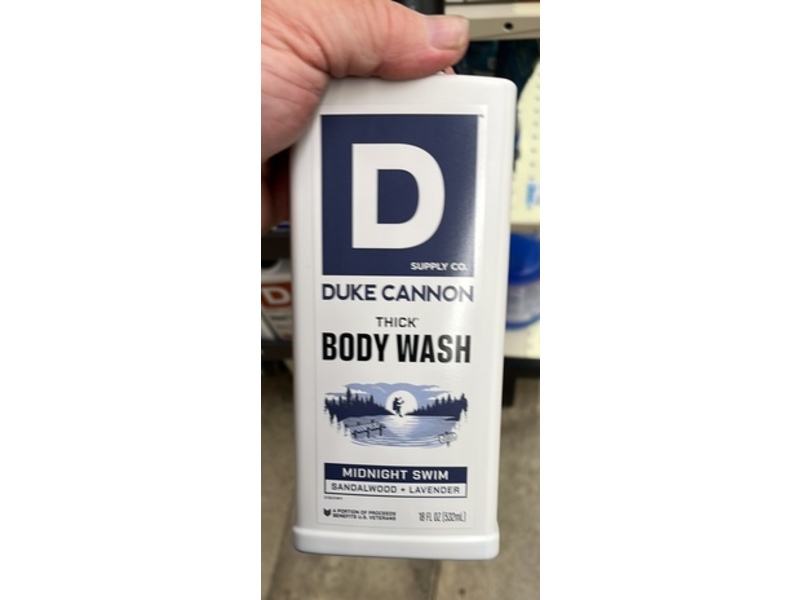 D
SUPPLY CO.
DUKE CANNON
THICK
BODY WASH
MIDNIGHT SWIM
SANDALWOOD + LAVENDER
A PORTION OF PROCEEDS
BENEFITS U.S. VETERANS
18 FL OZ (532mL)
D